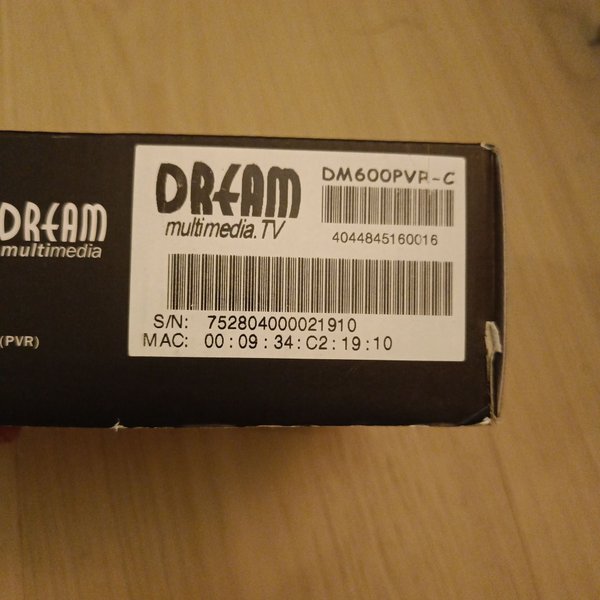 DREAM
multimedia
(PVR)
DREAM
multimedia.TV
DM600PVR-C
4044845160016
S/N: 752804000021910
MAC: 00:09:34:C2:19:10